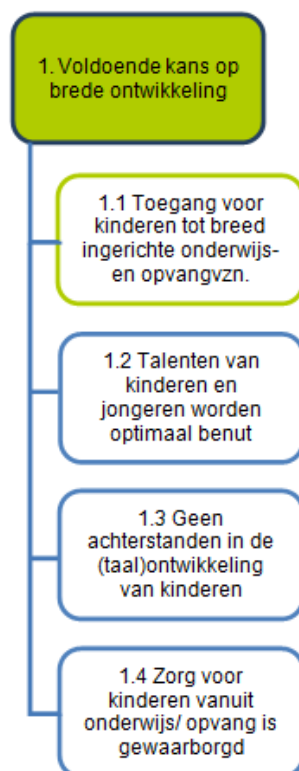 1. Voldoende kans op
brede ontwikkeling
1.1 Toegang voor
kinderen tot breed
ingerichte onderwijs-
en opvangvzn.
1.2 Talenten van
kinderen en
jongeren worden
optimaal benut
1.3 Geen
achterstanden in de
(taal)ontwikkeling
van kinderen
1.4 Zorg voor
kinderen vanuit
onderwijs/ opvang is
gewaarborgd